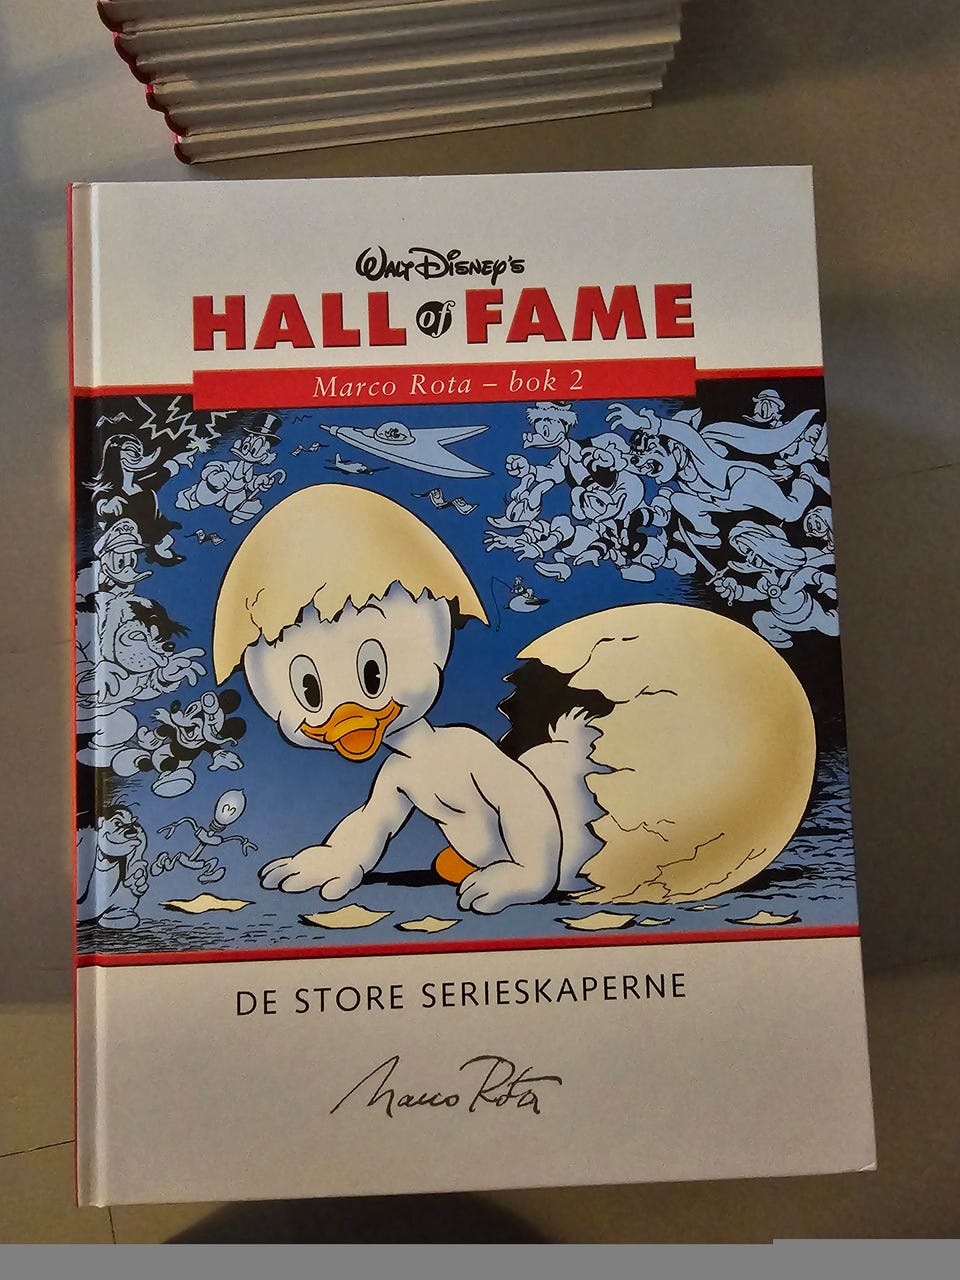 WALT DISNEY'S
HALL of FAME
Marco Rota – bok 2
DE STORE SERIESKAPERNE
Marco Rota